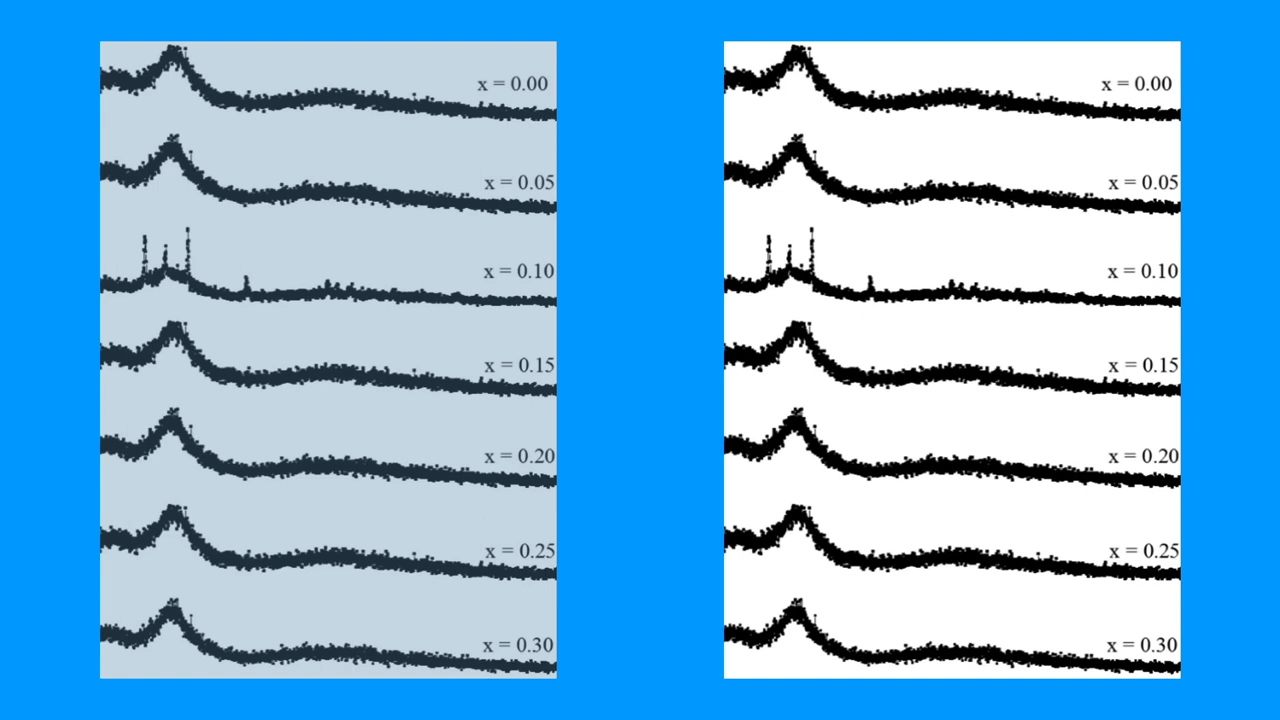 x = 0.00
x = 0.05
x = 0.10
x = 0.15
x = 0.20
x = 0.25
x = 0.30
x = 0.00
x = 0.05
x = 0.10
x = 0.15
x = 0.20
x = 0.25
x = 0.30